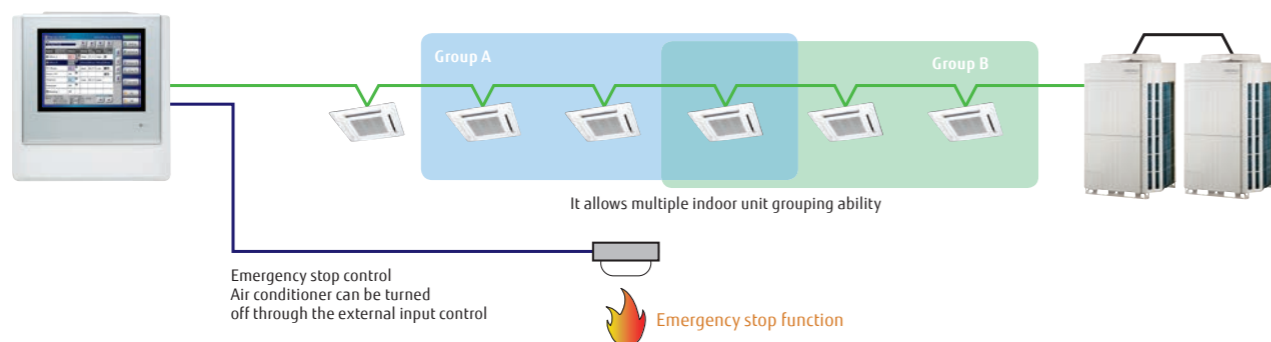 Group A
Group B
It allows multiple indoor unit grouping ability
Emergency stop control
Air conditioner can be turned
off through the external input control
Emergency stop function